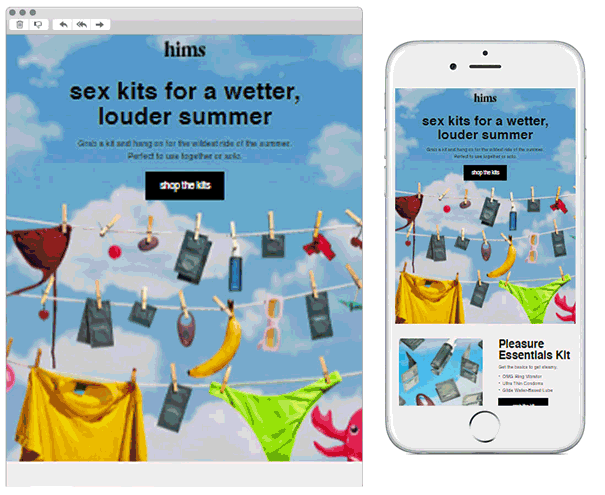 hims
sex kits for a wetter,
louder summer
Grab a kit and hang on for the wildest ride of the summer.
Perfect to use together or solo.
shop the kits
hims
sex kits for a wetter,
louder summer
Grab a kit and hang on for the wildest ride of the summer.
Perfect to use together or solo.
shop the kits
Pleasure
Essentials Kit
Get the basics to get steamy.
Ultra Thin Condoms
Glide Water-Based Lube